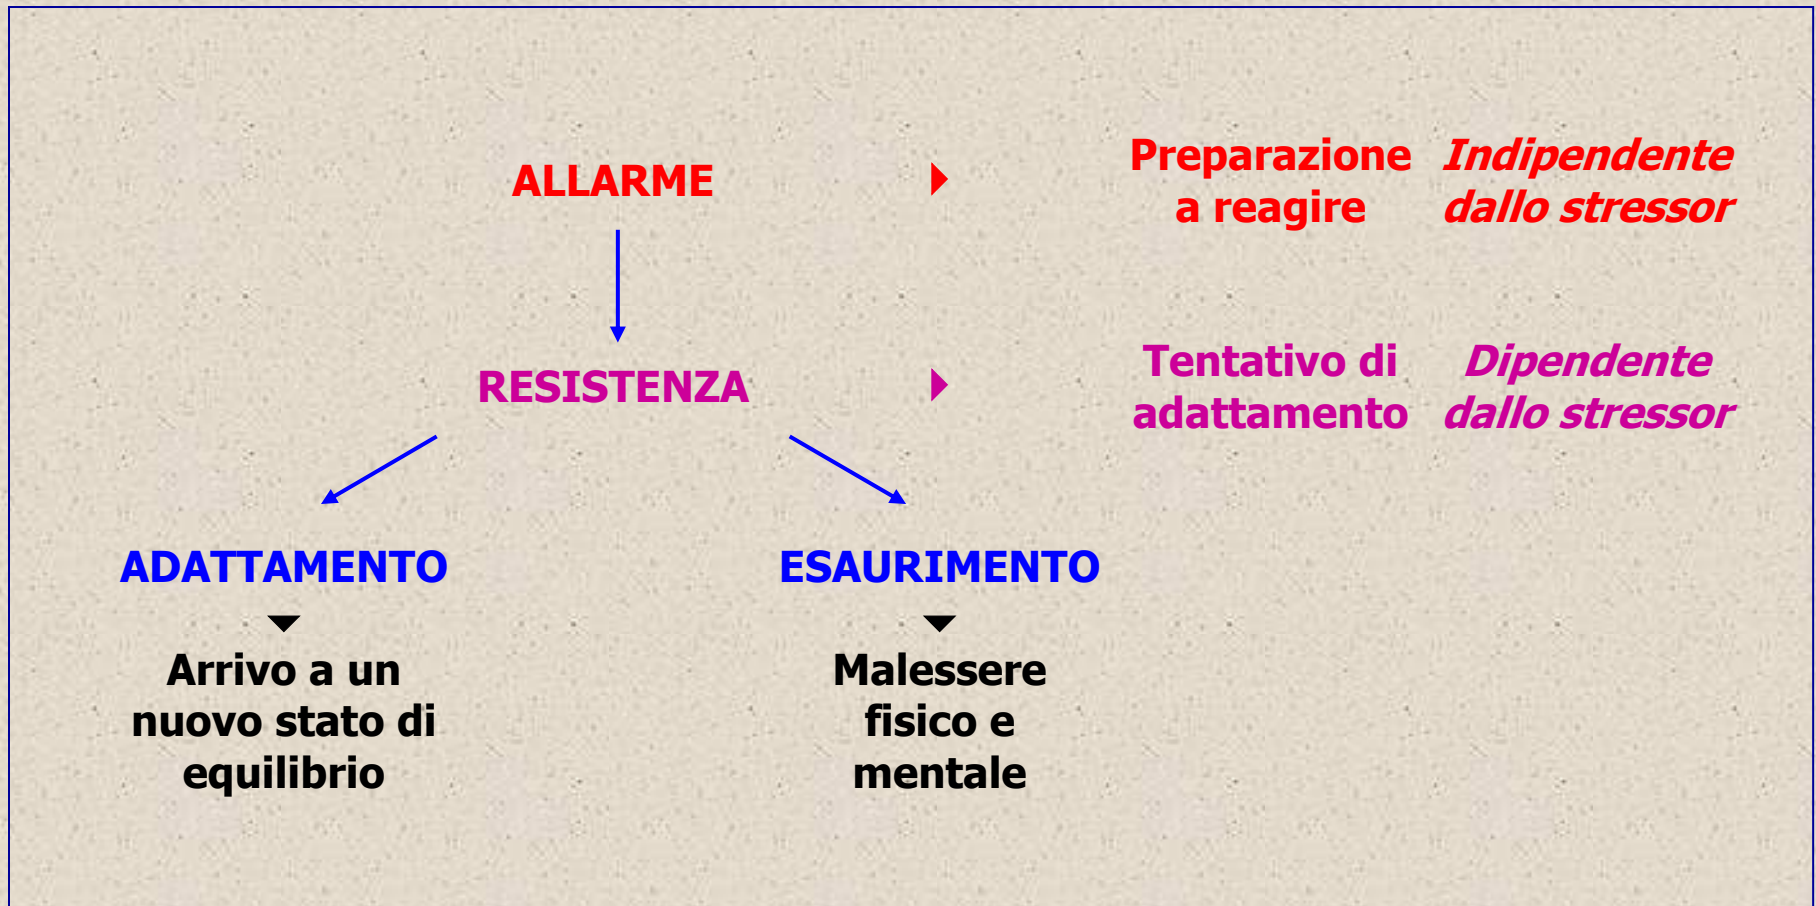 ALLARME
Preparazione
a reagire
Indipendente
dallo stressor
RESISTENZA
Tentativo di
adattamento
Dipendente
dallo stressor
ADATTAMENTO
Arrivo a un
nuovo stato di
equilibrio
ESAURIMENTO
Malessere
fisico e
mentale